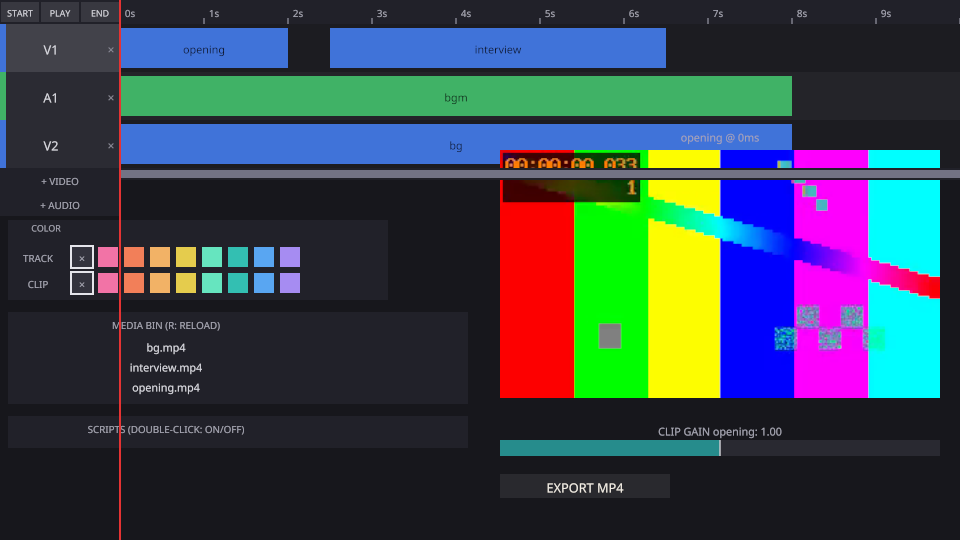 START PLAY END 0s 1s 2s 3s 4s 5s 6s 7s 8s 9s
V1 × opening interview
A1 × bgm
V2 × bg
opening @ 0ms
00:00:00.033
1
+ VIDEO
+ AUDIO
COLOR
TRACK ×
CLIP ×
MEDIA BIN (R: RELOAD)
bg.mp4
interview.mp4
opening.mp4
SCRIPTS (DOUBLE-CLICK: ON/OFF)
CLIP GAIN opening: 1.00
EXPORT MP4